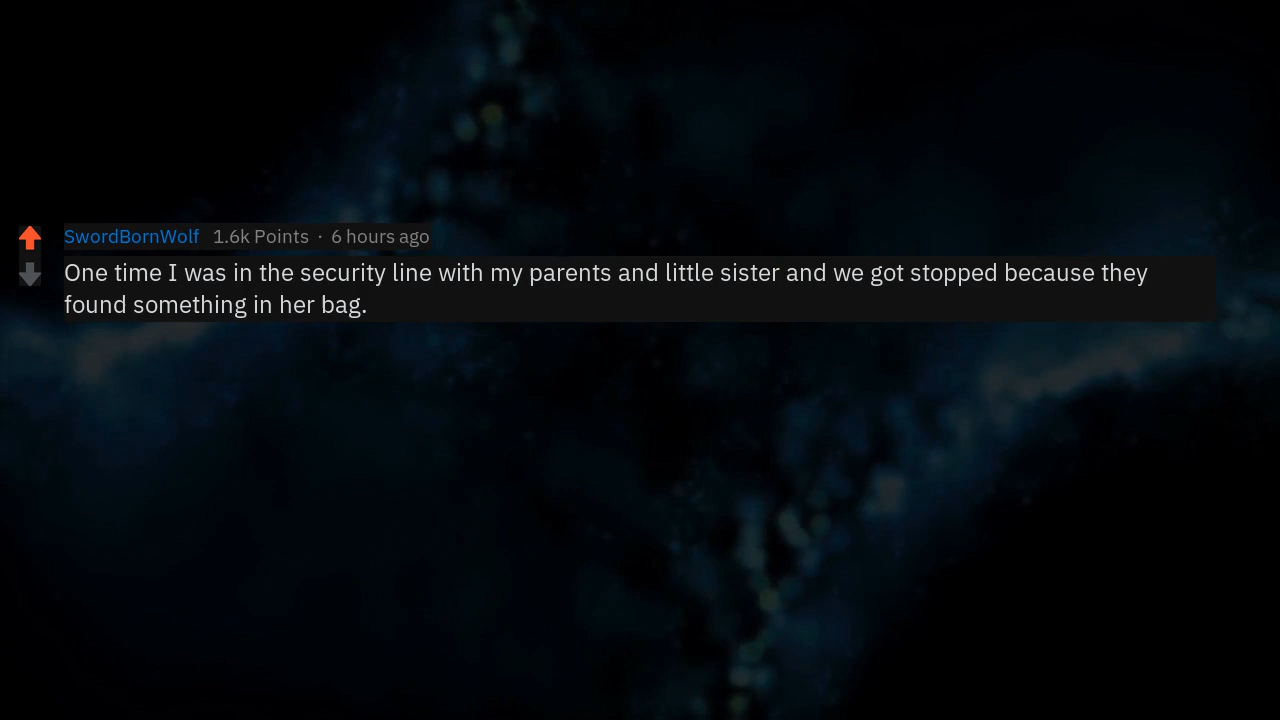 SwordBornWolf 1.6k Points · 6 hours ago
One time I was in the security line with my parents and little sister and we got stopped because they
found something in her bag.